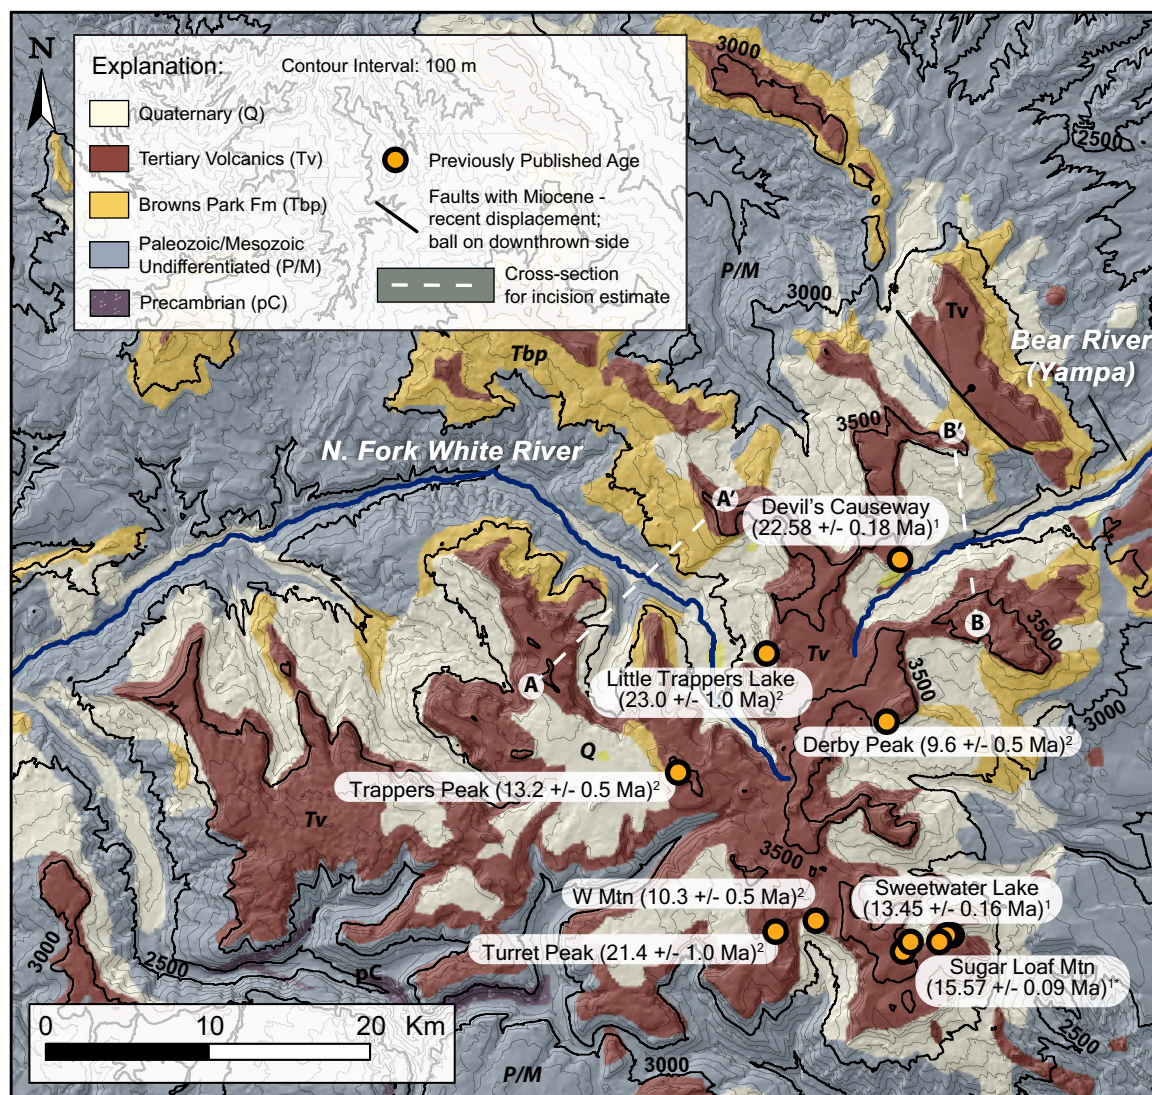 N
Explanation:
Contour Interval: 100 m
Quaternary (Q)
Tertiary Volcanics (Tv)
Browns Park Fm (Tbp)
Paleozoic/Mesozoic
Undifferentiated (P/M)
Precambrian (pC)
Previously Published Age
Faults with Miocene -
recent displacement;
ball on downthrown side
Cross-section
for incision estimate
3000
2500
P/M
3000
Tv
Bear River
(Yampa)
Tbp
3500
B'
N. Fork White River
A'
Devil's Causeway
(22.58 +/- 0.18 Ma)¹
B
3500
A
Little Trappers Lake
(23.0 +/- 1.0 Ma)²
Tv
3500
3000
Derby Peak (9.6 +/- 0.5 Ma)²
Q
Trappers Peak (13.2 +/- 0.5 Ma)²
Tv
3500
W Mtn (10.3 +/- 0.5 Ma)²
Sweetwater Lake
(13.45 +/- 0.16 Ma)¹
Turret Peak (21.4 +/- 1.0 Ma)²
Sugar Loaf Mtn
(15.57 +/- 0.09 Ma)¹*
3000
2500
pC
0 10 20 Km
P/M
3000
2500